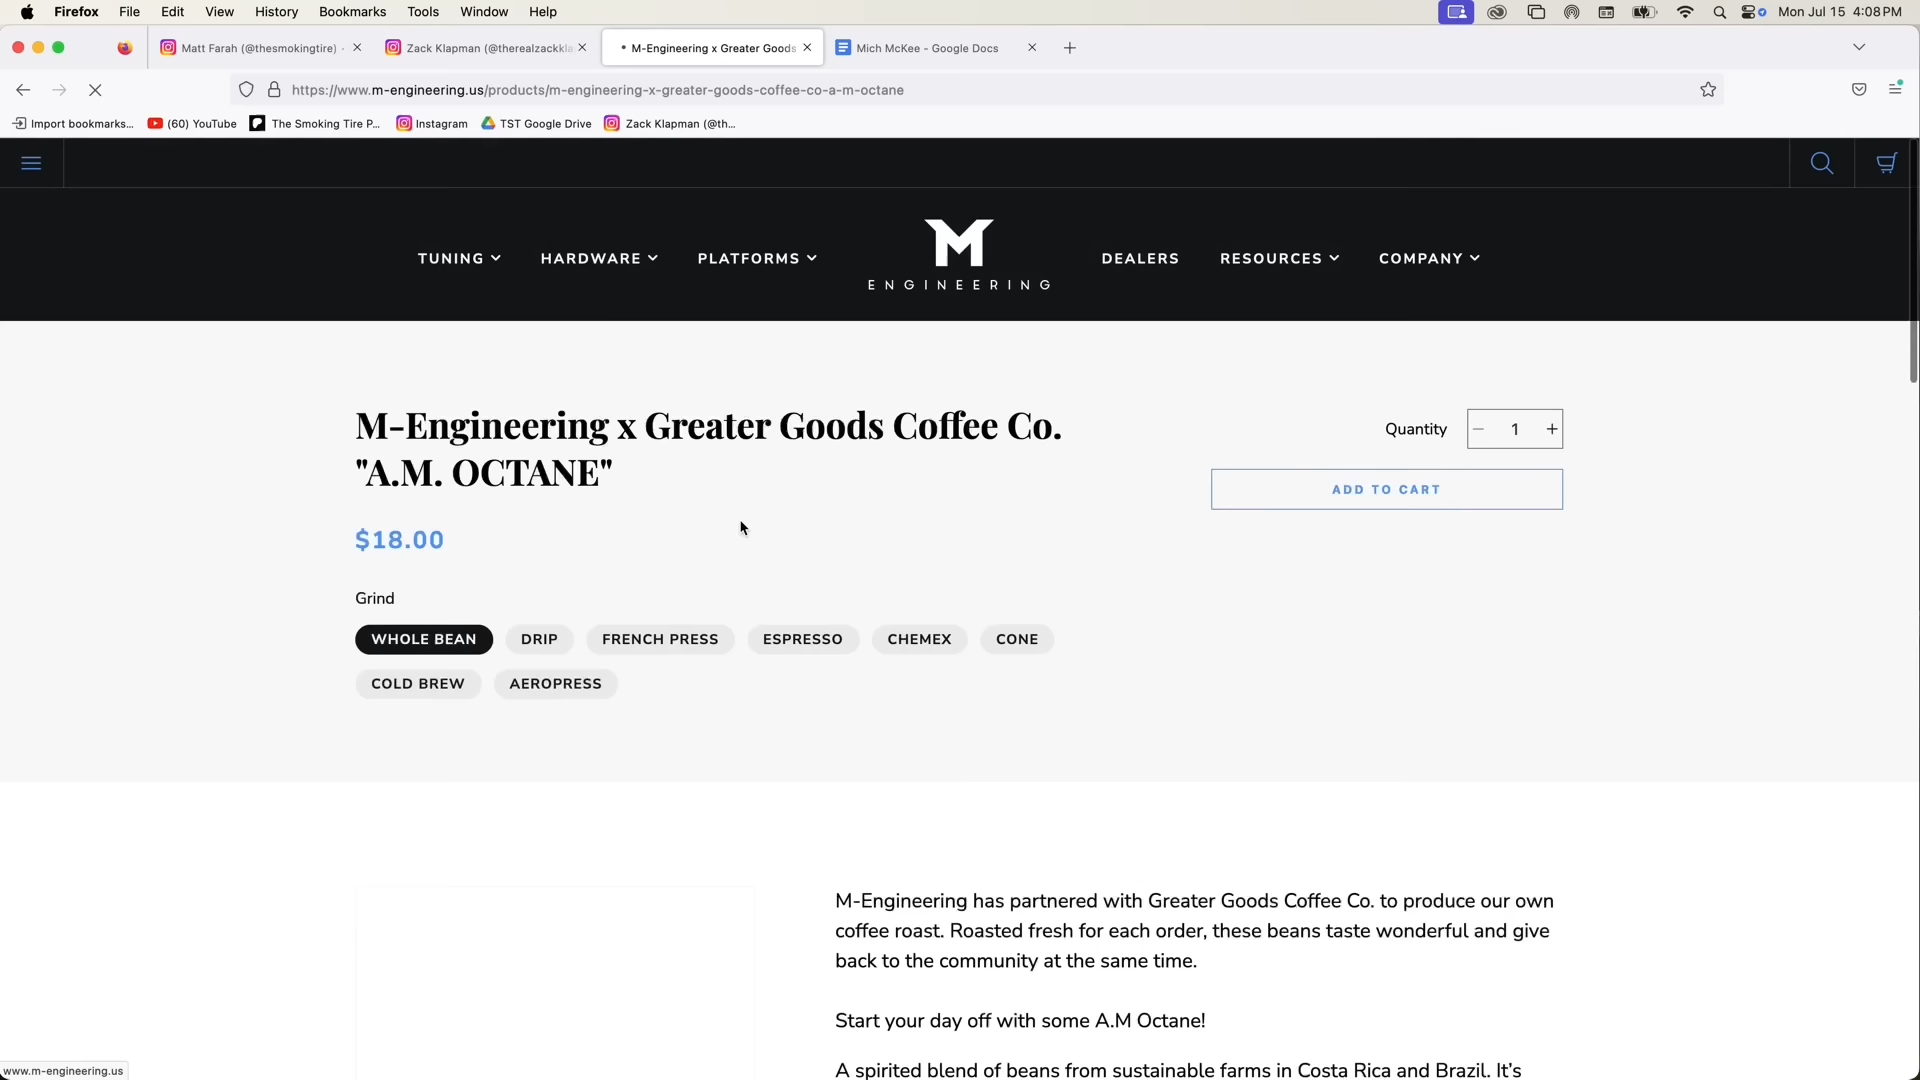 Firefox File Edit View History Bookmarks Tools Window Help Mon Jul 15 4:08 PM
Matt Farah (@thesmokingtire) · Zack Klapman (@therealzackkla M-Engineering x Greater Goods Mich McKee - Google Docs
https://www.m-engineering.us/products/m-engineering-x-greater-goods-coffee-co-a-m-octane
Import bookmarks... (60) YouTube The Smoking Tire P... Instagram TST Google Drive Zack Klapman (@th...
TUNING HARDWARE PLATFORMS M ENGINEERING DEALERS RESOURCES COMPANY
M-Engineering x Greater Goods Coffee Co.
"A.M. OCTANE"
Quantity − 1 +
ADD TO CART
$18.00
Grind
WHOLE BEAN DRIP FRENCH PRESS ESPRESSO CHEMEX CONE
COLD BREW AEROPRESS
M-Engineering has partnered with Greater Goods Coffee Co. to produce our own
coffee roast. Roasted fresh for each order, these beans taste wonderful and give
back to the community at the same time.
Start your day off with some A.M Octane!
A spirited blend of beans from sustainable farms in Costa Rica and Brazil. It's
www.m-engineering.us